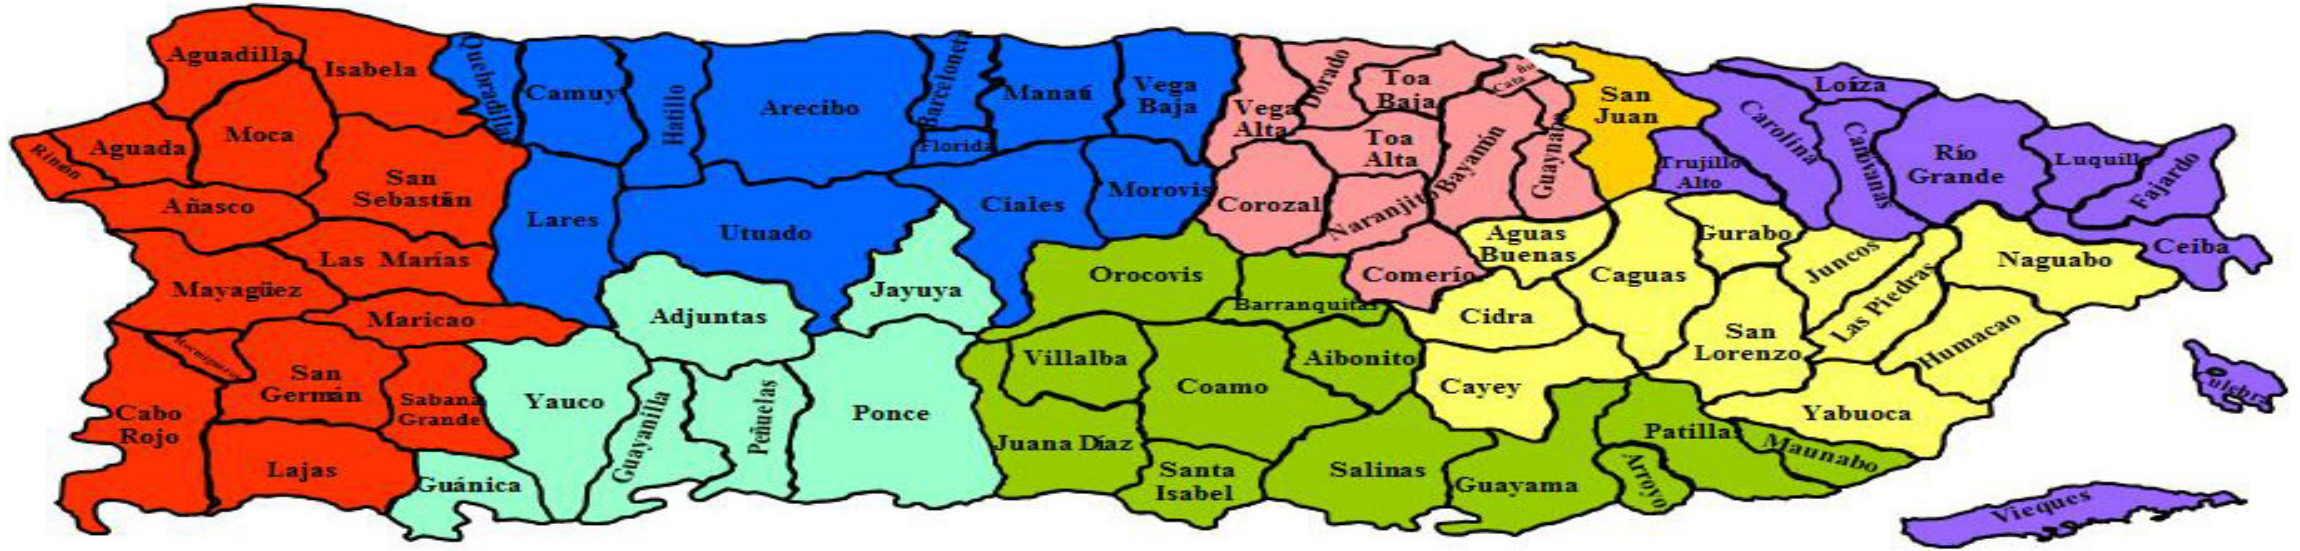 Aguadilla
Isabela
Quebradilla
Camuy
Hatillo
Arecibo
Barceloneta
Manatí
Vega
Baja
Vega
Alta
Dorado
Toa
Baja
Cata
San
Juan
Carolina
Loíza
Aguada
Moca
Rincón
San
Sebastián
Florida
Toa
Alta
Bayamón
Guaynabo
Trujillo
Alto
Canóvanas
Río
Grande
Luquillo
Fajardo
Añasco
Lares
Utuado
Ciales
Morovis
Corozal
Naranjito
Aguas
Buenas
Gurabo
Ceiba
Las Marías
Mayagüez
Maricao
Adjuntas
Jayuya
Orocovis
Barranquitas
Comerío
Cidra
Caguas
Juncos
Las Piedras
Naguabo
San
Lorenzo
Humacao
San
Germán
Sabana
Grande
Cabo
Rojo
Lajas
Guánica
Yauco
Guayanilla
Peñuelas
Ponce
Villalba
Coamo
Aibonito
Cayey
Juana Díaz
Santa
Isabel
Salinas
Guayama
Patillas
Arroyo
Maunabo
Yabuoca
Culebra
Vieques